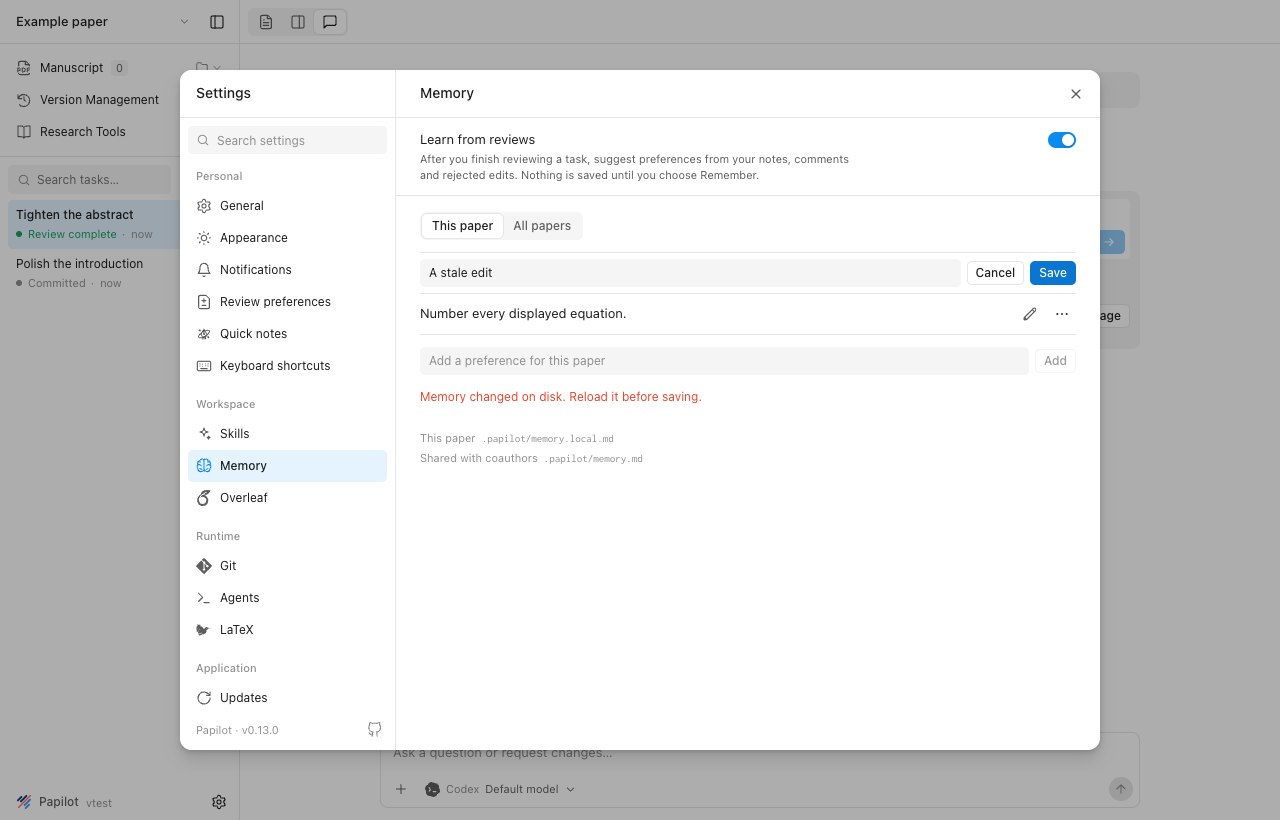 Example paper
Manuscript 0
Version Management
Research Tools
Search tasks...
Tighten the abstract
Review complete · now
Polish the introduction
Committed · now
Papilot vtest
Settings
Search settings
Personal
General
Appearance
Notifications
Review preferences
Quick notes
Keyboard shortcuts
Workspace
Skills
Memory
Overleaf
Runtime
Git
Agents
LaTeX
Application
Updates
Papilot · v0.13.0
Memory
Learn from reviews
After you finish reviewing a task, suggest preferences from your notes, comments
and rejected edits. Nothing is saved until you choose Remember.
This paper All papers
A stale edit Cancel Save
Number every displayed equation.
Add a preference for this paper Add
Memory changed on disk. Reload it before saving.
This paper .papilot/memory.local.md
Shared with coauthors .papilot/memory.md
Ask a question or request changes...
Codex Default model